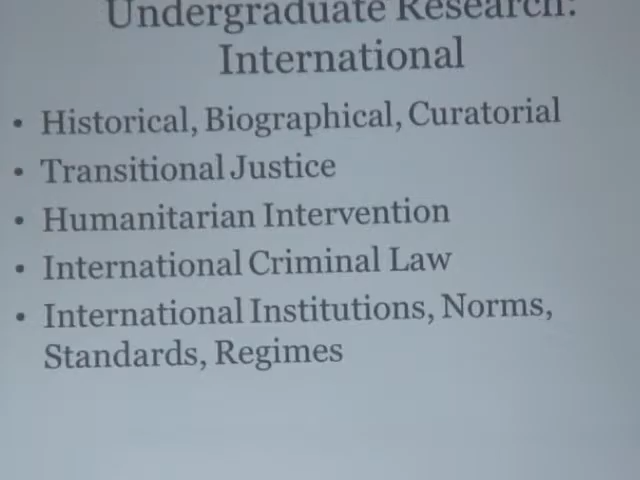 Undergraduate Research:
International
• Historical, Biographical, Curatorial
• Transitional Justice
• Humanitarian Intervention
• International Criminal Law
• International Institutions, Norms,
Standards, Regimes